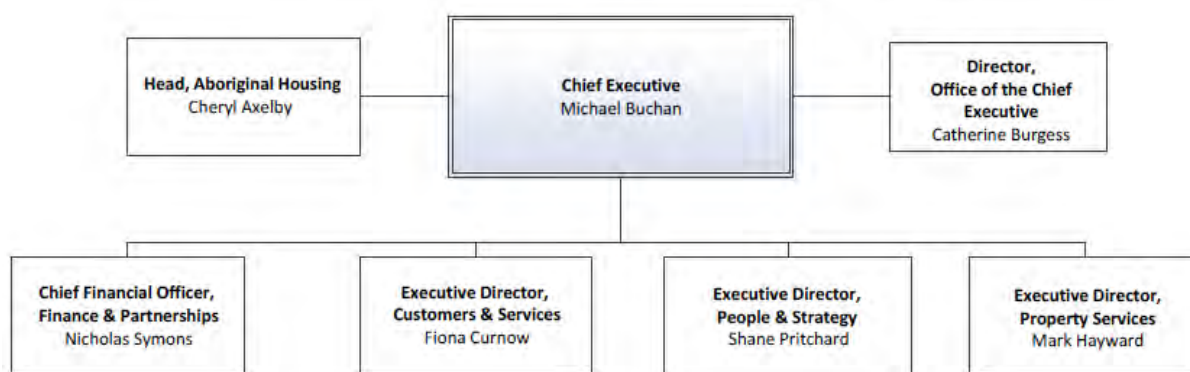 Head, Aboriginal Housing
Cheryl Axelby
Chief Executive
Michael Buchan
Director,
Office of the Chief
Executive
Catherine Burgess
Chief Financial Officer,
Finance & Partnerships
Nicholas Symons
Executive Director,
Customers & Services
Fiona Curnow
Executive Director,
People & Strategy
Shane Pritchard
Executive Director,
Property Services
Mark Hayward